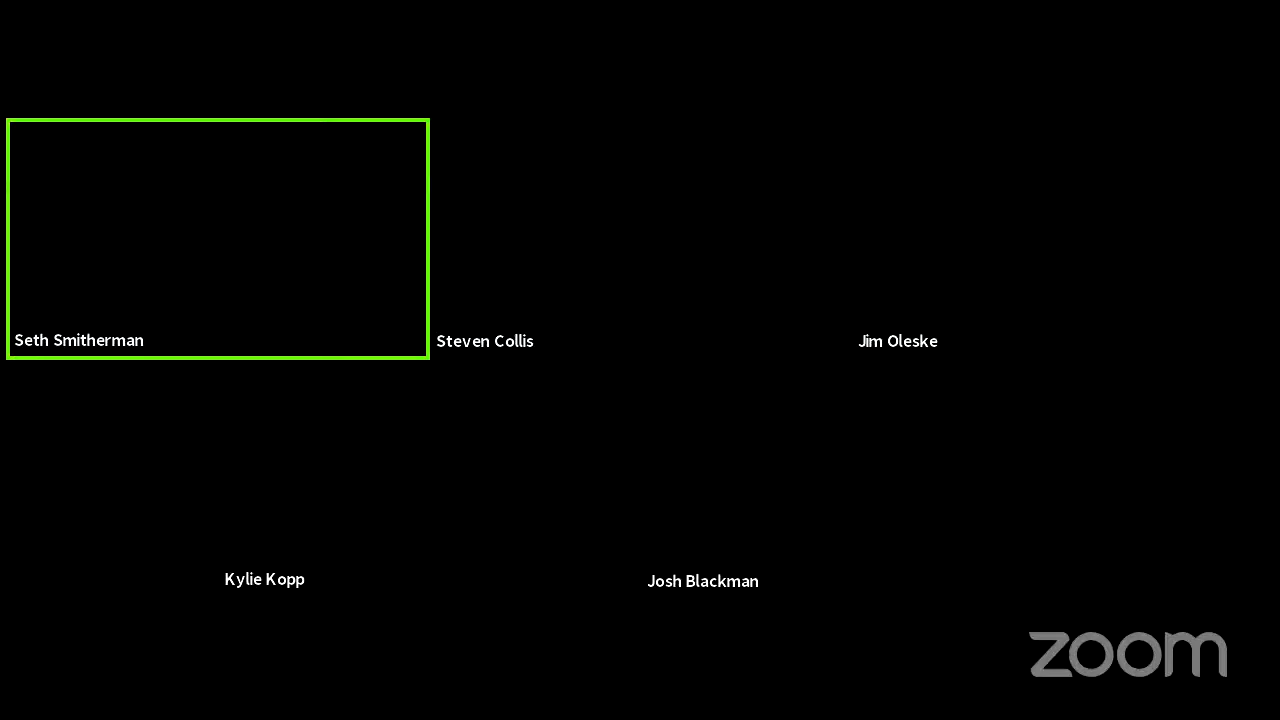 Seth Smitherman
Steven Collis
Jim Oleske
Kylie Kopp
Josh Blackman
zoom